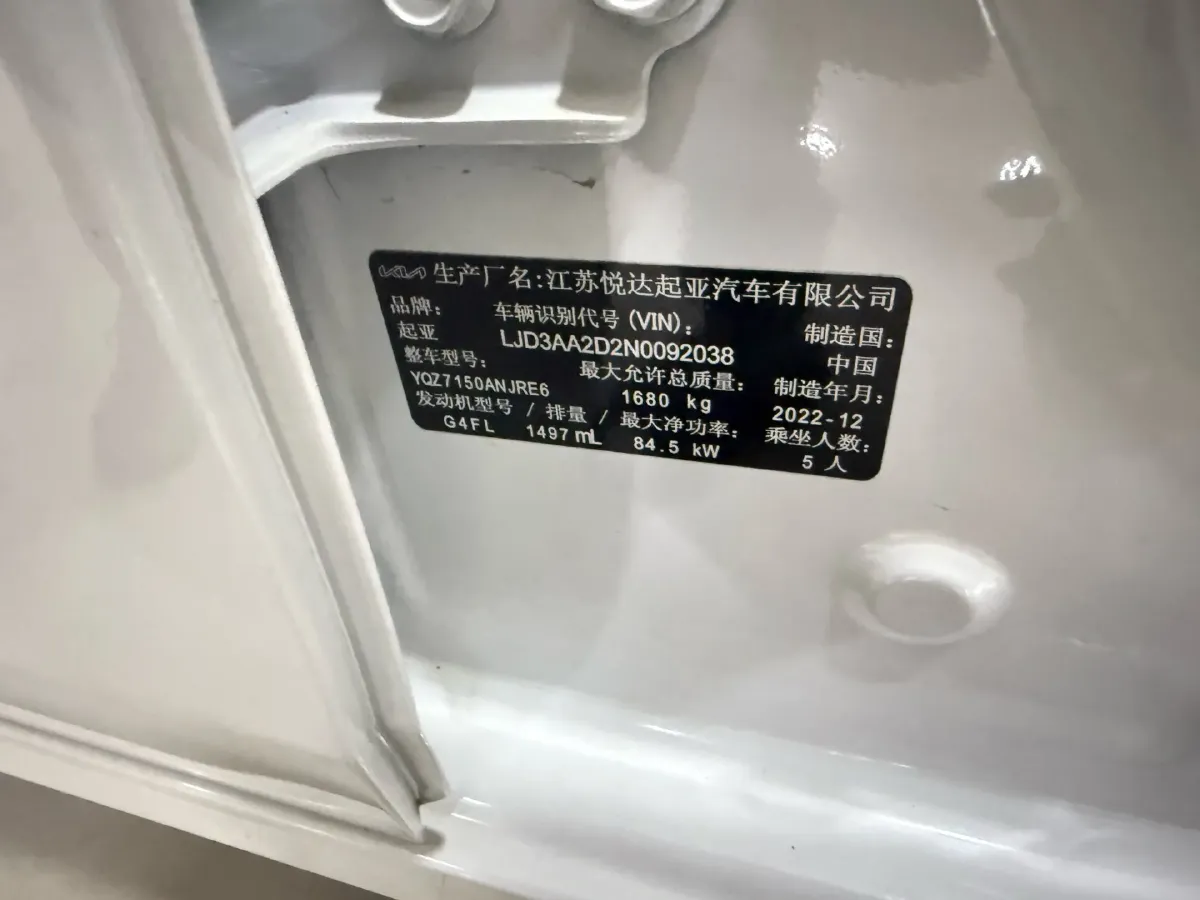 KIA 生产厂名:江苏悦达起亚汽车有限公司
品牌: 车辆识别代号(VIN): 制造国:
起亚 LJD3AA2D2N0092038 中国
整车型号: 最大允许总质量: 制造年月:
YQZ7150ANJRE6 1680 kg 2022-12
发动机型号 / 排量 / 最大净功率: 乘坐人数:
G4FL 1497mL 84.5 kW 5 人